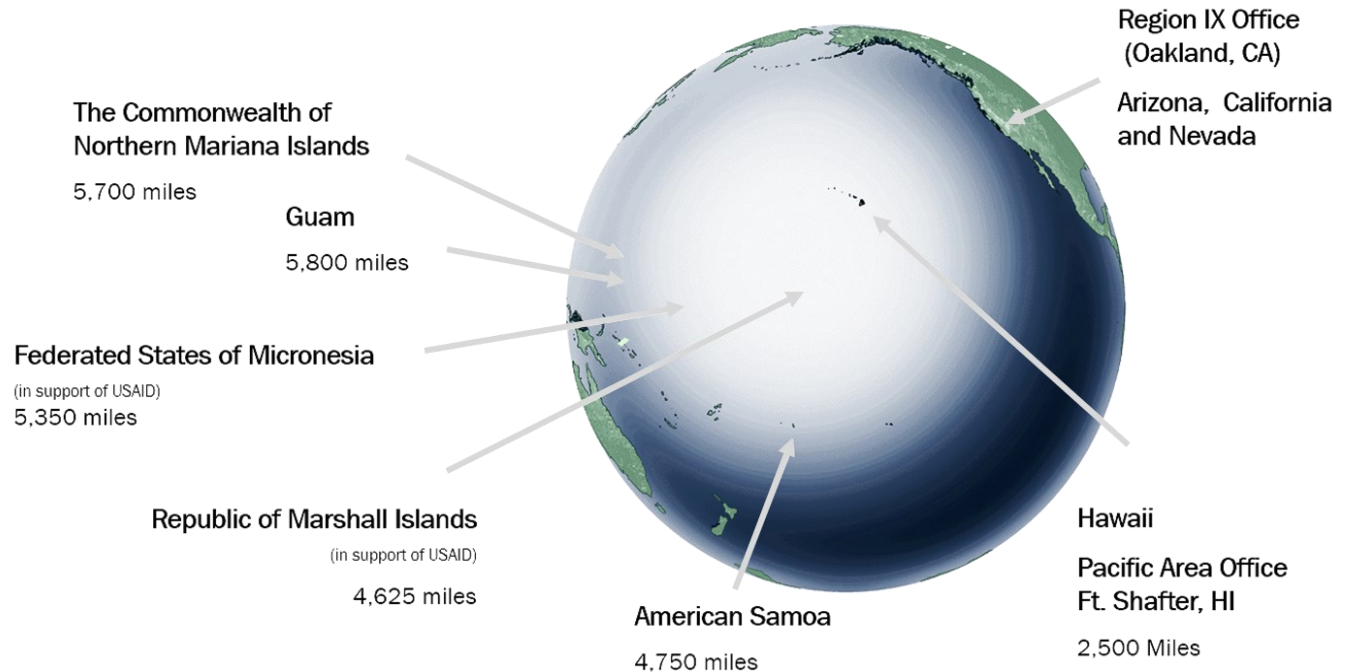 Region IX Office
(Oakland, CA)
Arizona, California
and Nevada
The Commonwealth of
Northern Mariana Islands
5,700 miles
Guam
5,800 miles
Federated States of Micronesia
(in support of USAID)
5,350 miles
Republic of Marshall Islands
(in support of USAID)
4,625 miles
American Samoa
4,750 miles
Hawaii
Pacific Area Office
Ft. Shafter, HI
2,500 Miles